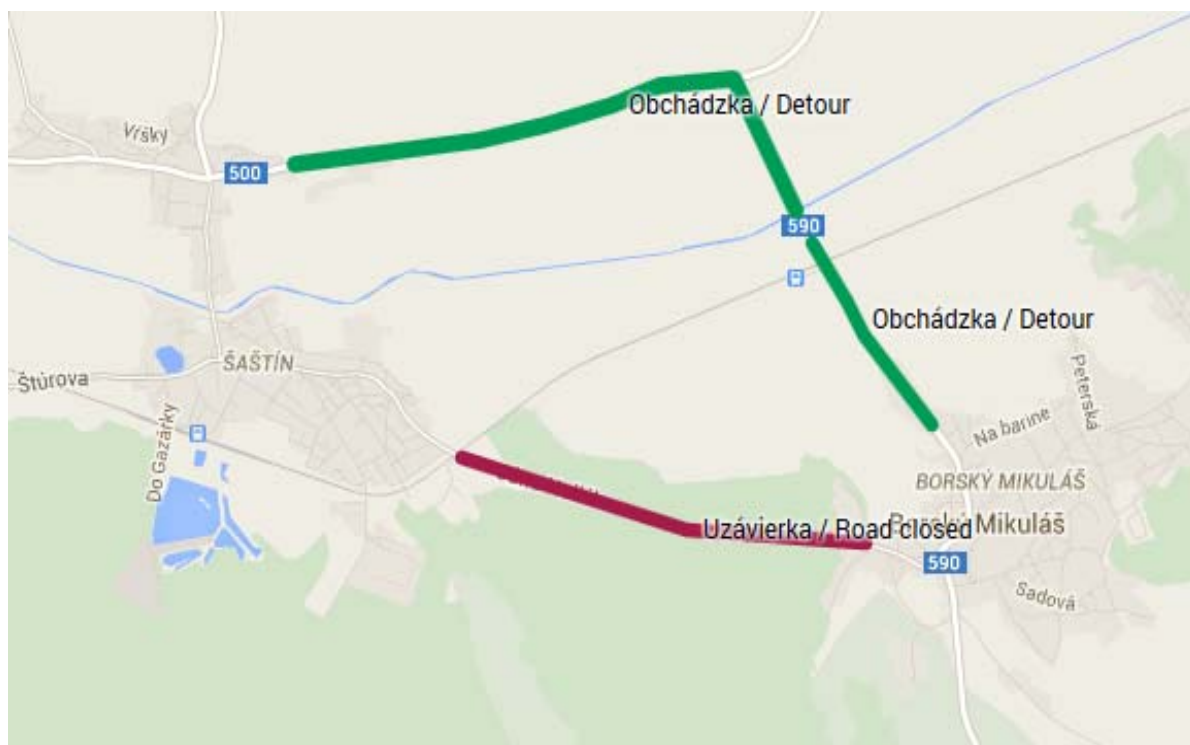 Obchádzka / Detour
Vŕšky
500
590
Obchádzka / Detour
ŠAŠTÍN
Štúrova
Peterská
Do Gazárky
Na barine
BORSKÝ MIKULÁŠ
Uzávierka / Road closed
Mikuláš
590
Sadová